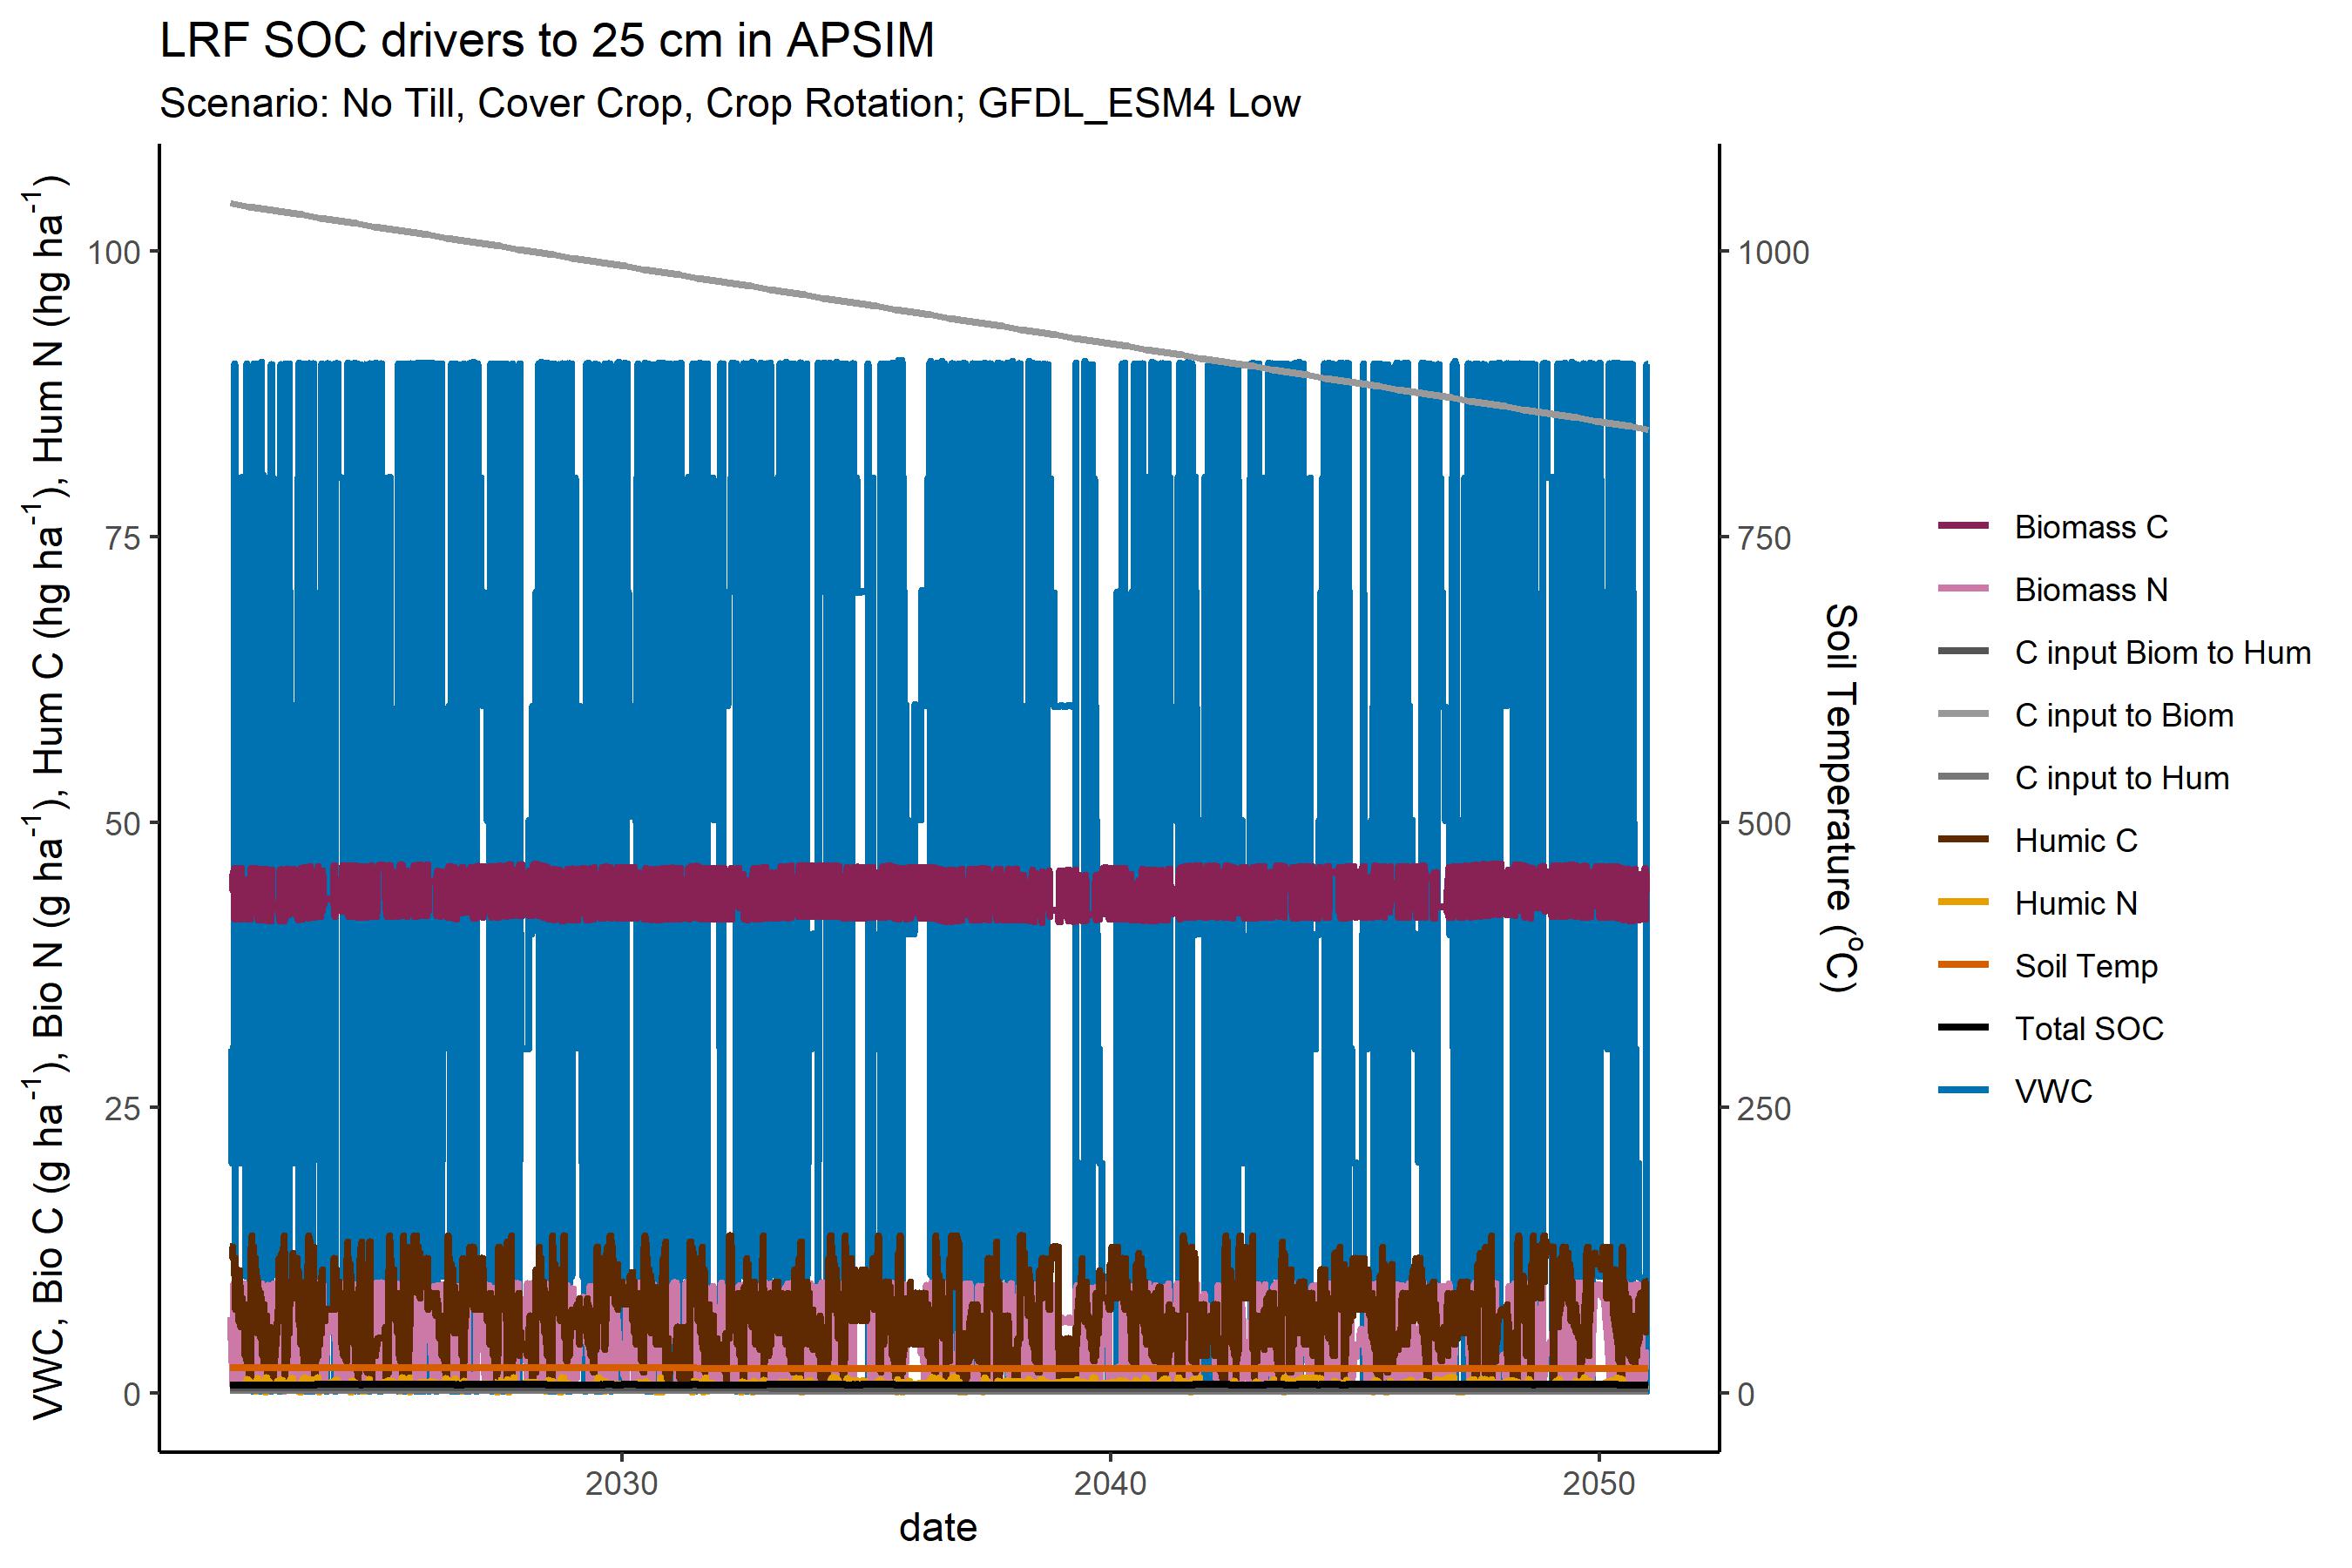 LRF SOC drivers to 25 cm in APSIM
Scenario: No Till, Cover Crop, Crop Rotation; GFDL_ESM4 Low
VWC, Bio C (g ha⁻¹), Bio N (g ha⁻¹), Hum C (hg ha⁻¹), Hum N (hg ha⁻¹)
100
75
50
25
0
2030
2040
2050
date
1000
750
500
250
0
Soil Temperature (°C)
Biomass C
Biomass N
C input Biom to Hum
C input to Biom
C input to Hum
Humic C
Humic N
Soil Temp
Total SOC
VWC